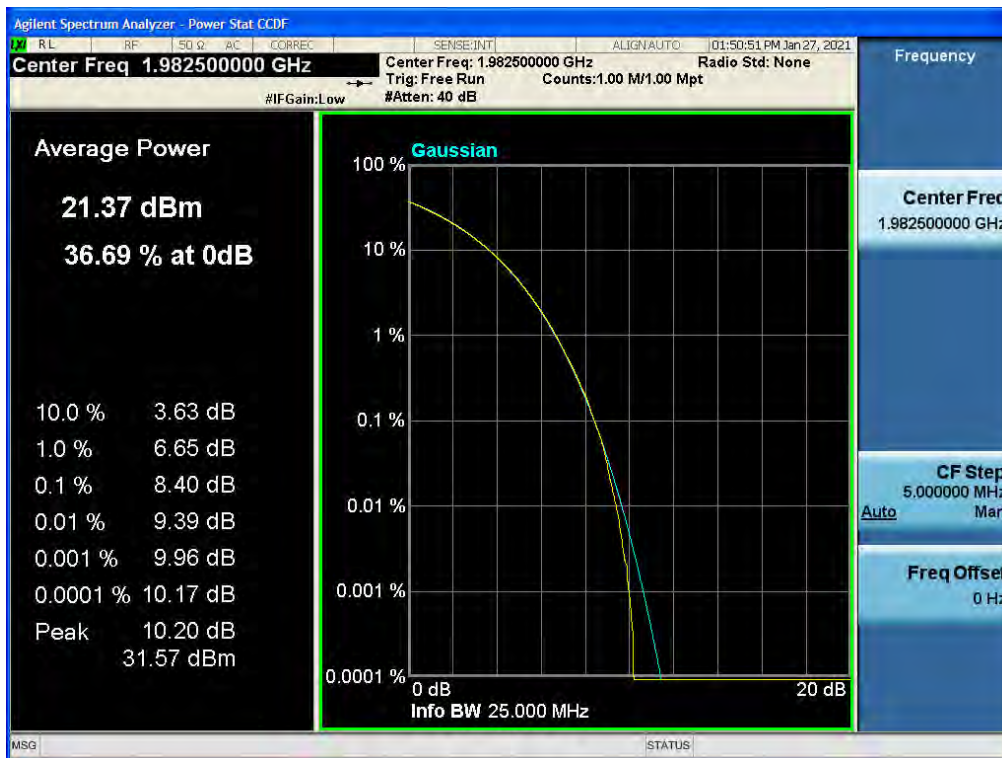 Agilent Spectrum Analyzer - Power Stat CCDF
LXI RL RF 50 Ω AC CORREC SENSE:INT ALIGNAUTO 01:50:51 PM Jan 27, 2021
Center Freq 1.982500000 GHz
Center Freq: 1.982500000 GHz Radio Std: None
Trig: Free Run Counts:1.00 M/1.00 Mpt
#IFGain:Low #Atten: 40 dB
Frequency
Average Power
21.37 dBm
36.69 % at 0dB
10.0 % 3.63 dB
1.0 % 6.65 dB
0.1 % 8.40 dB
0.01 % 9.39 dB
0.001 % 9.96 dB
0.0001 % 10.17 dB
Peak 10.20 dB
31.57 dBm
Gaussian
100 %
10 %
1 %
0.1 %
0.01 %
0.001 %
0.0001 %
0 dB 20 dB
Info BW 25.000 MHz
Center Freq
1.982500000 GHz
CF Step
5.000000 MHz
Auto Man
Freq Offset
0 Hz
MSG STATUS